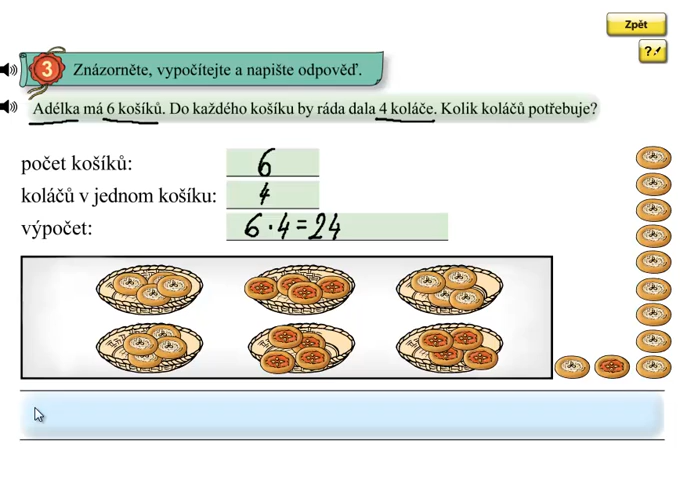 Zpět
?✓
3 Znázorněte, vypočítejte a napište odpověď.
Adélka má 6 košíků. Do každého košíku by ráda dala 4 koláče. Kolik koláčů potřebuje?
počet košíků: 6
koláčů v jednom košíku: 4
výpočet: 6 · 4 = 24